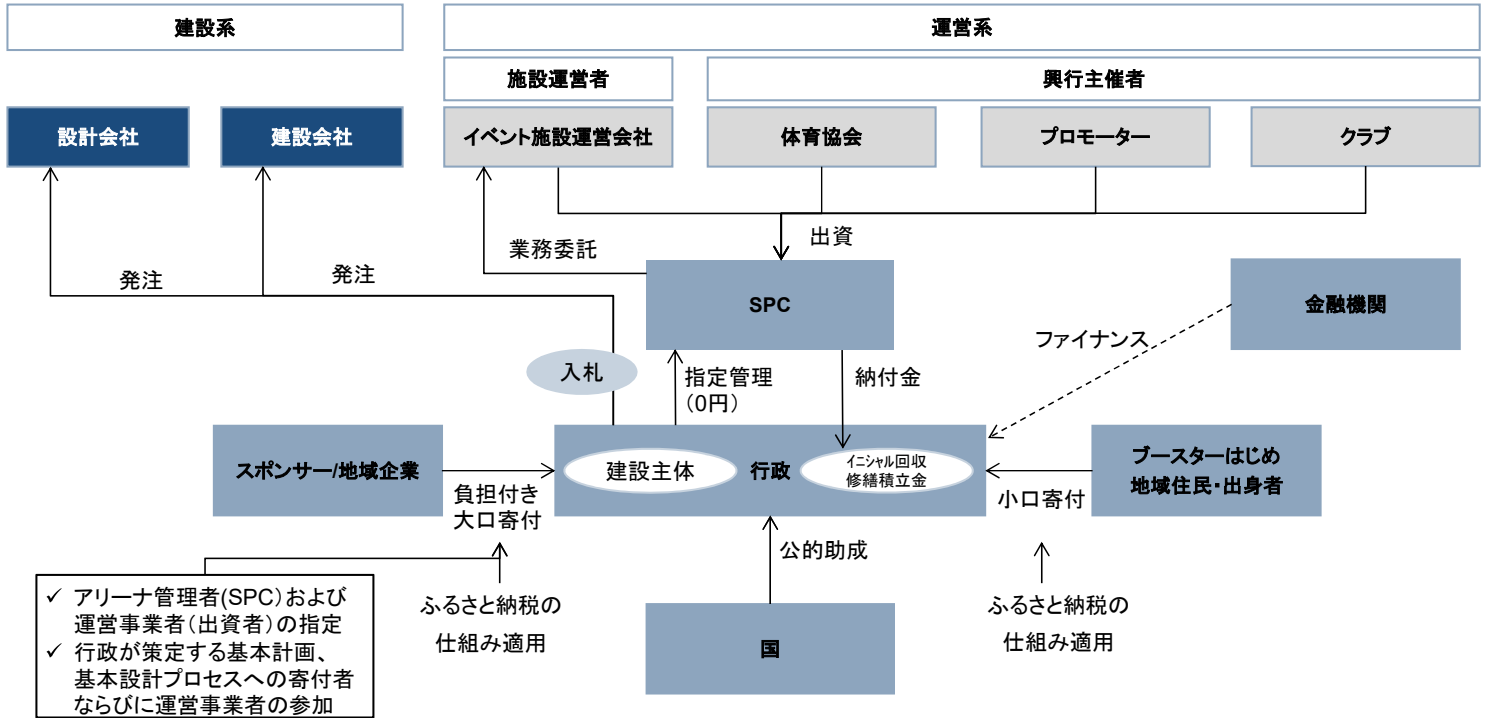 建設系
運営系
施設運営者
興行主催者
設計会社
建設会社
イベント施設運営会社
体育協会
プロモーター
クラブ
出資
業務委託
発注
発注
SPC
金融機関
ファイナンス
入札
指定管理
（0円）
納付金
スポンサー/地域企業
建設主体
行政
イニシャル回収
修繕積立金
ブースターはじめ
地域住民・出身者
負担付き
大口寄付
小口寄付
公的助成
✓ アリーナ管理者(SPC)および
運営事業者（出資者）の指定
✓ 行政が策定する基本計画、
基本設計プロセスへの寄付者
ならびに運営事業者の参加
ふるさと納税の
仕組み適用
国
ふるさと納税の
仕組み適用